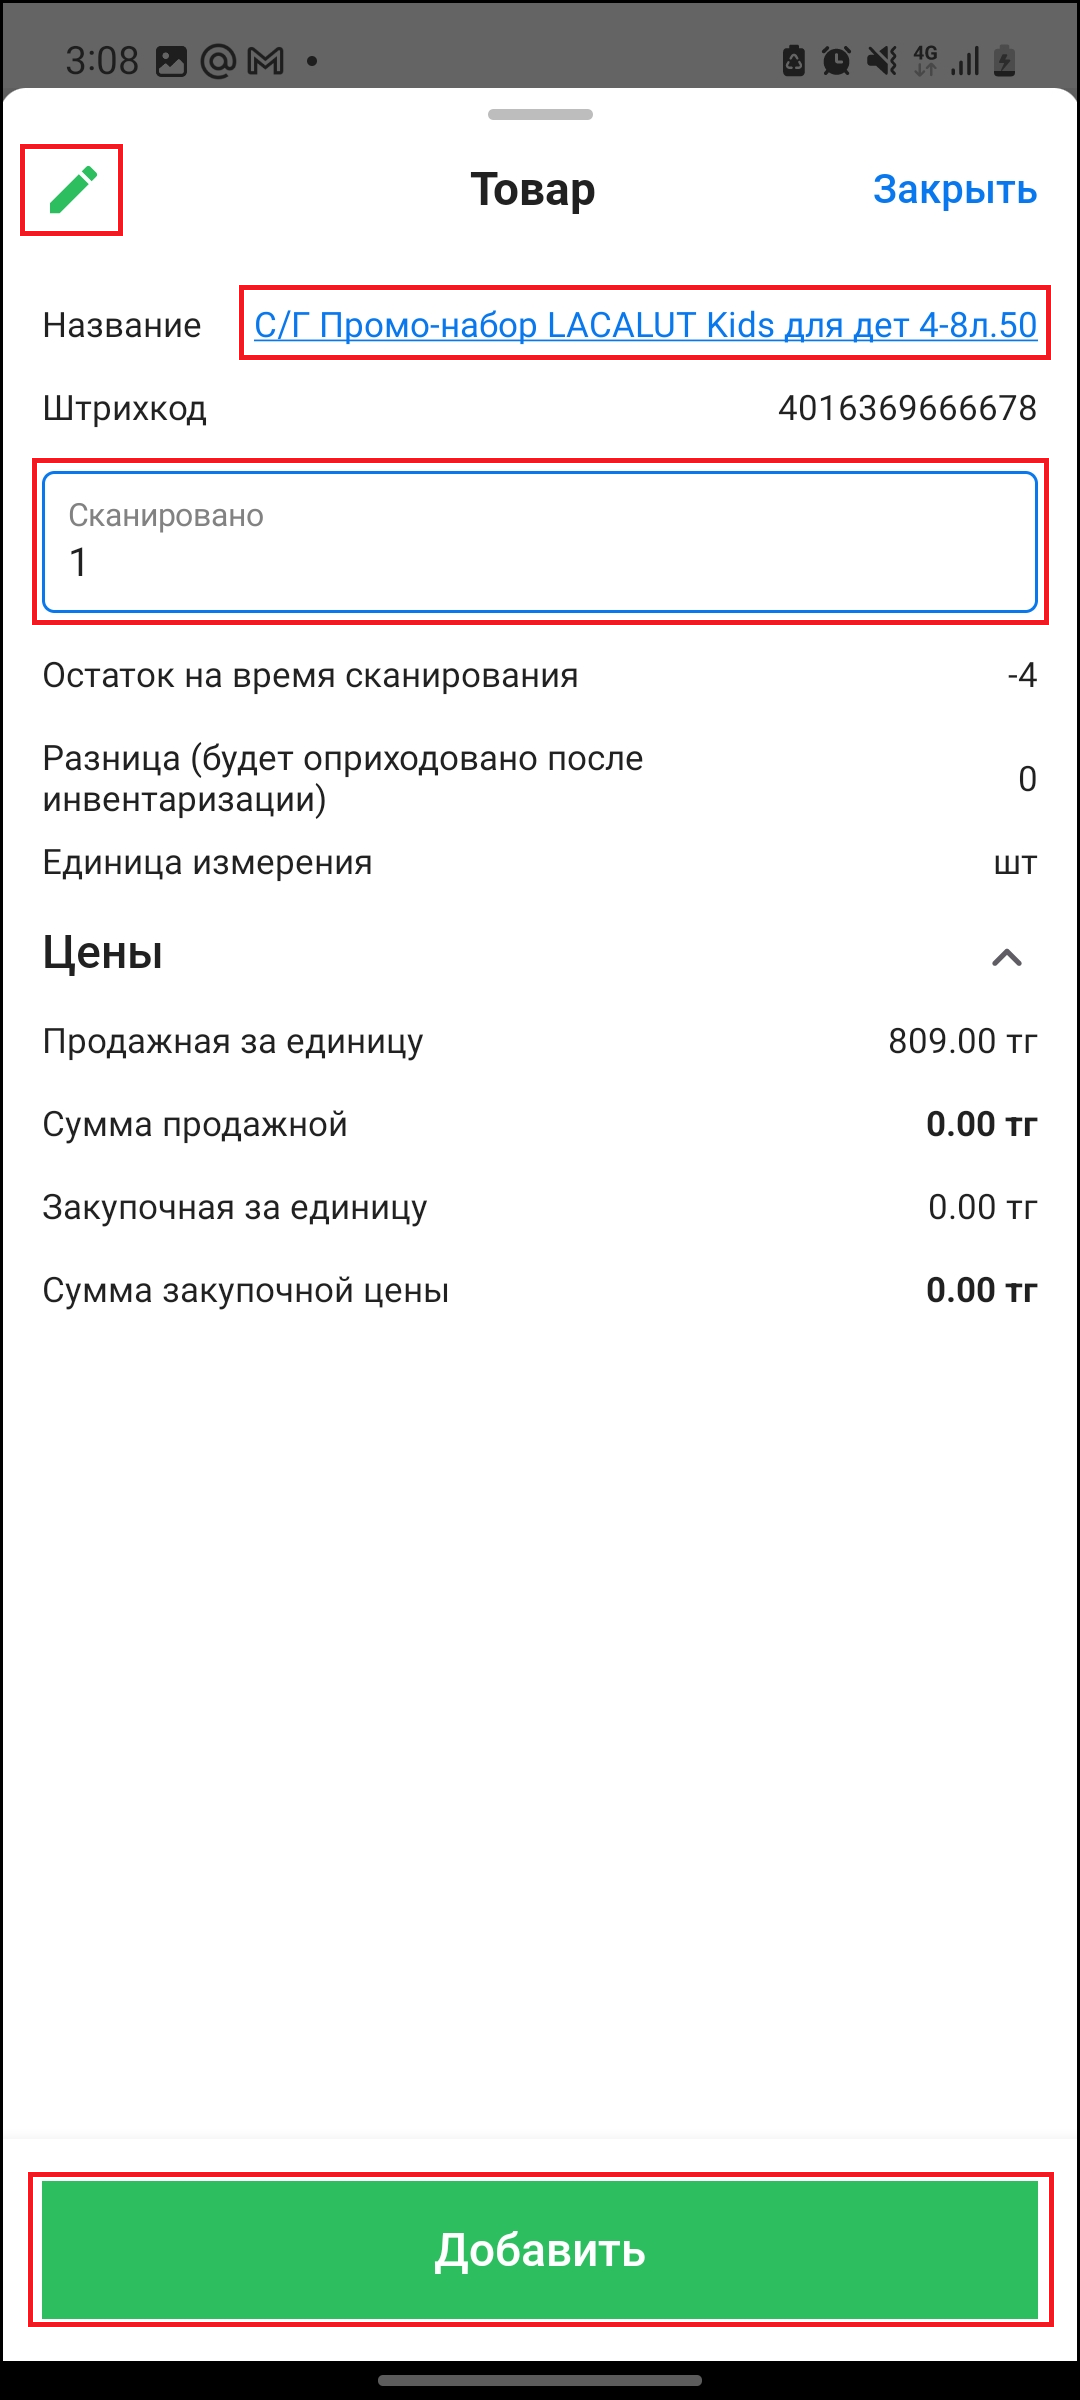 3:08 4G
Товар Закрыть
Название С/Г Промо-набор LACALUT Kids для дет 4-8л.50
Штрихкод 4016369666678
Сканировано
1
Остаток на время сканирования -4
Разница (будет оприходовано после
инвентаризации) 0
Единица измерения шт
Цены
Продажная за единицу 809.00 тг
Сумма продажной 0.00 тг
Закупочная за единицу 0.00 тг
Сумма закупочной цены 0.00 тг
Добавить